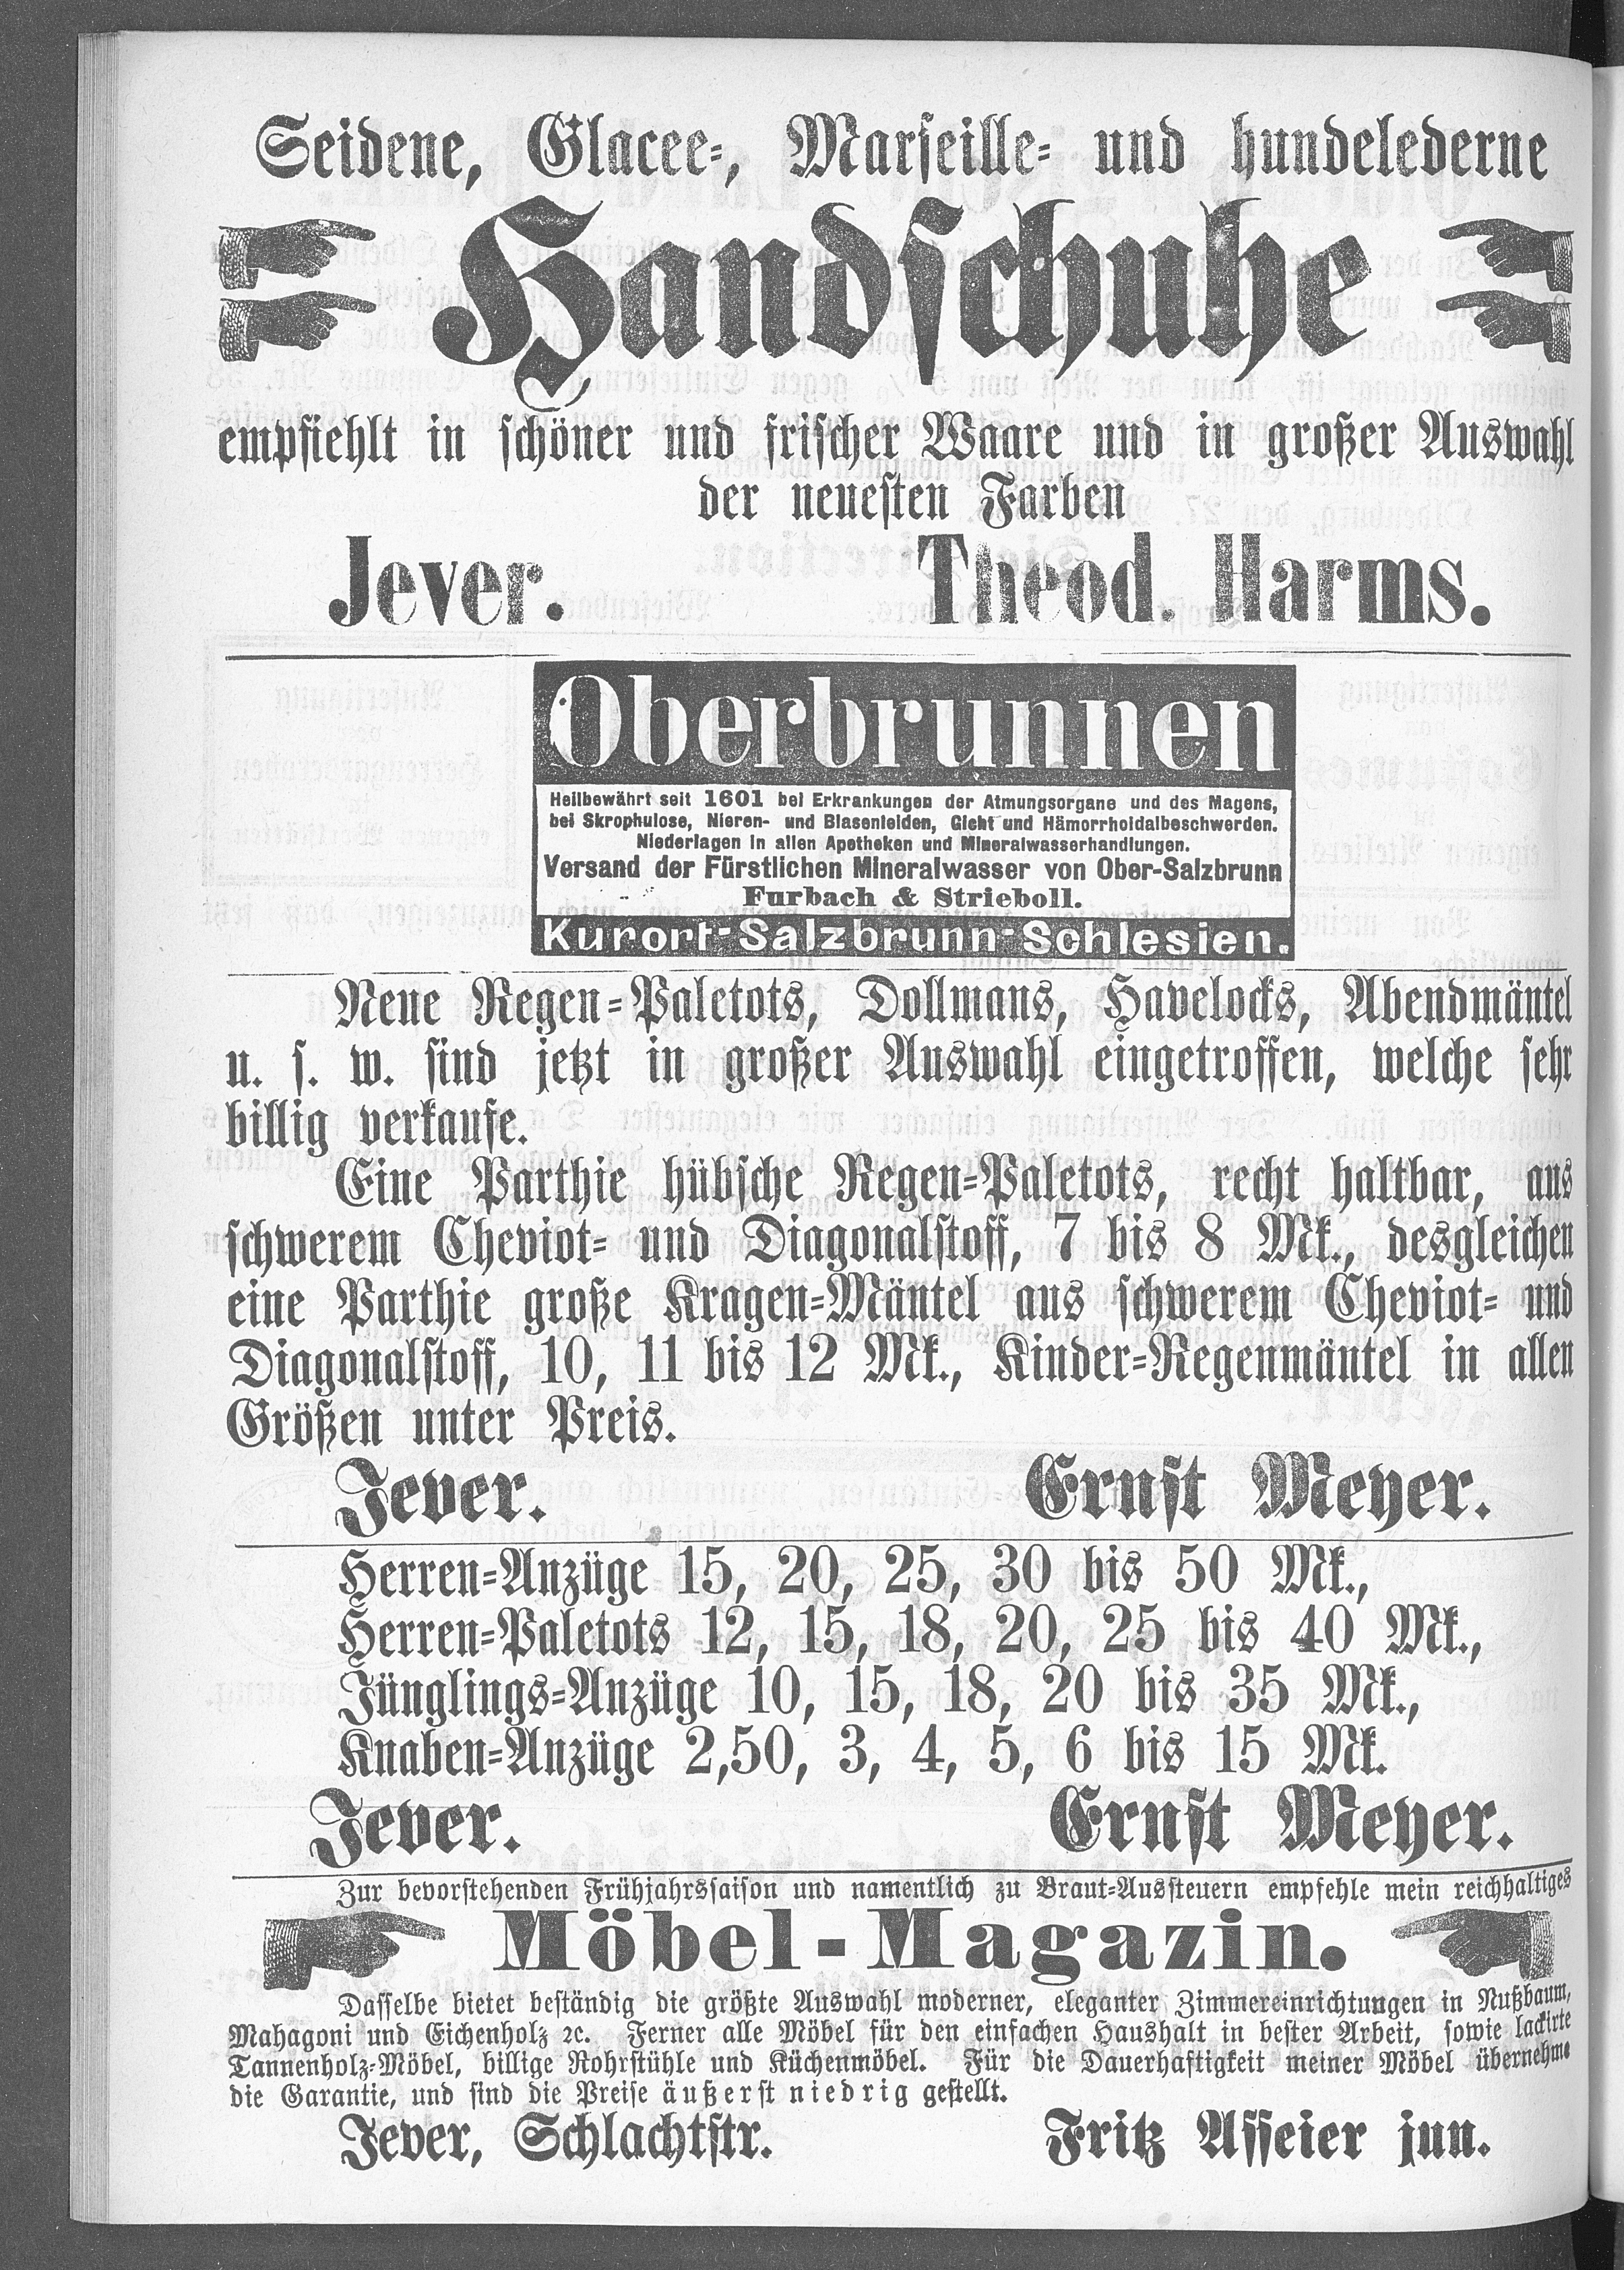 Seidene, Glacee-, Marseille- und hundelederne
Handschuhe
empfiehlt in schöner und frischer Waare und in großer Auswahl
der neuesten Farben
Jever. Theod. Harms.
Oberbrunnen
Heilbewährt seit 1601 bei Erkrankungen der Atmungsorgane und des Magens,
bei Skrophulose, Nieren- und Blasenleiden, Gicht und Hämorrhoidalbeschwerden.
Niederlagen in allen Apotheken und Mineralwasserhandlungen.
Versand der Fürstlichen Mineralwasser von Ober-Salzbrunn
Furbach & Strieboll.
Kurort-Salzbrunn-Schlesien.
Neue Regen-Paletots, Dollmans, Havelocks, Abendmäntel
u. s. w. sind jetzt in großer Auswahl eingetroffen, welche sehr
billig verkaufe.
Eine Parthie hübsche Regen-Paletots, recht haltbar, aus
schwerem Cheviot- und Diagonalstoff, 7 bis 8 Mk., desgleichen
eine Parthie große Kragen-Mäntel aus schwerem Cheviot- und
Diagonalstoff, 10, 11 bis 12 Mk., Kinder-Regenmäntel in allen
Größen unter Preis.
Jever. Ernst Meyer.
Herren-Anzüge 15, 20, 25, 30 bis 50 Mk.,
Herren-Paletots 12, 15, 18, 20, 25 bis 40 Mk.,
Jünglings-Anzüge 10, 15, 18, 20 bis 35 Mk.,
Knaben-Anzüge 2,50, 3, 4, 5, 6 bis 15 Mk.
Jever. Ernst Meyer.
Zur bevorstehenden Frühjahrssaison und namentlich zu Braut-Aussteuern empfehle mein reichhaltiges
Möbel-Magazin.
Dasselbe bietet beständig die größte Auswahl moderner, eleganter Zimmereinrichtungen in Nußbaum,
Mahagoni und Eichenholz ꝛc. Ferner alle Möbel für den einfachen Haushalt in bester Arbeit, sowie lackirte
Tannenholz-Möbel, billige Rohrstühle und Küchenmöbel. Für die Dauerhaftigkeit meiner Möbel übernehme
die Garantie, und sind die Preise äußerst niedrig gestellt.
Jever, Schlachtstr. Fritz Asseier jun.